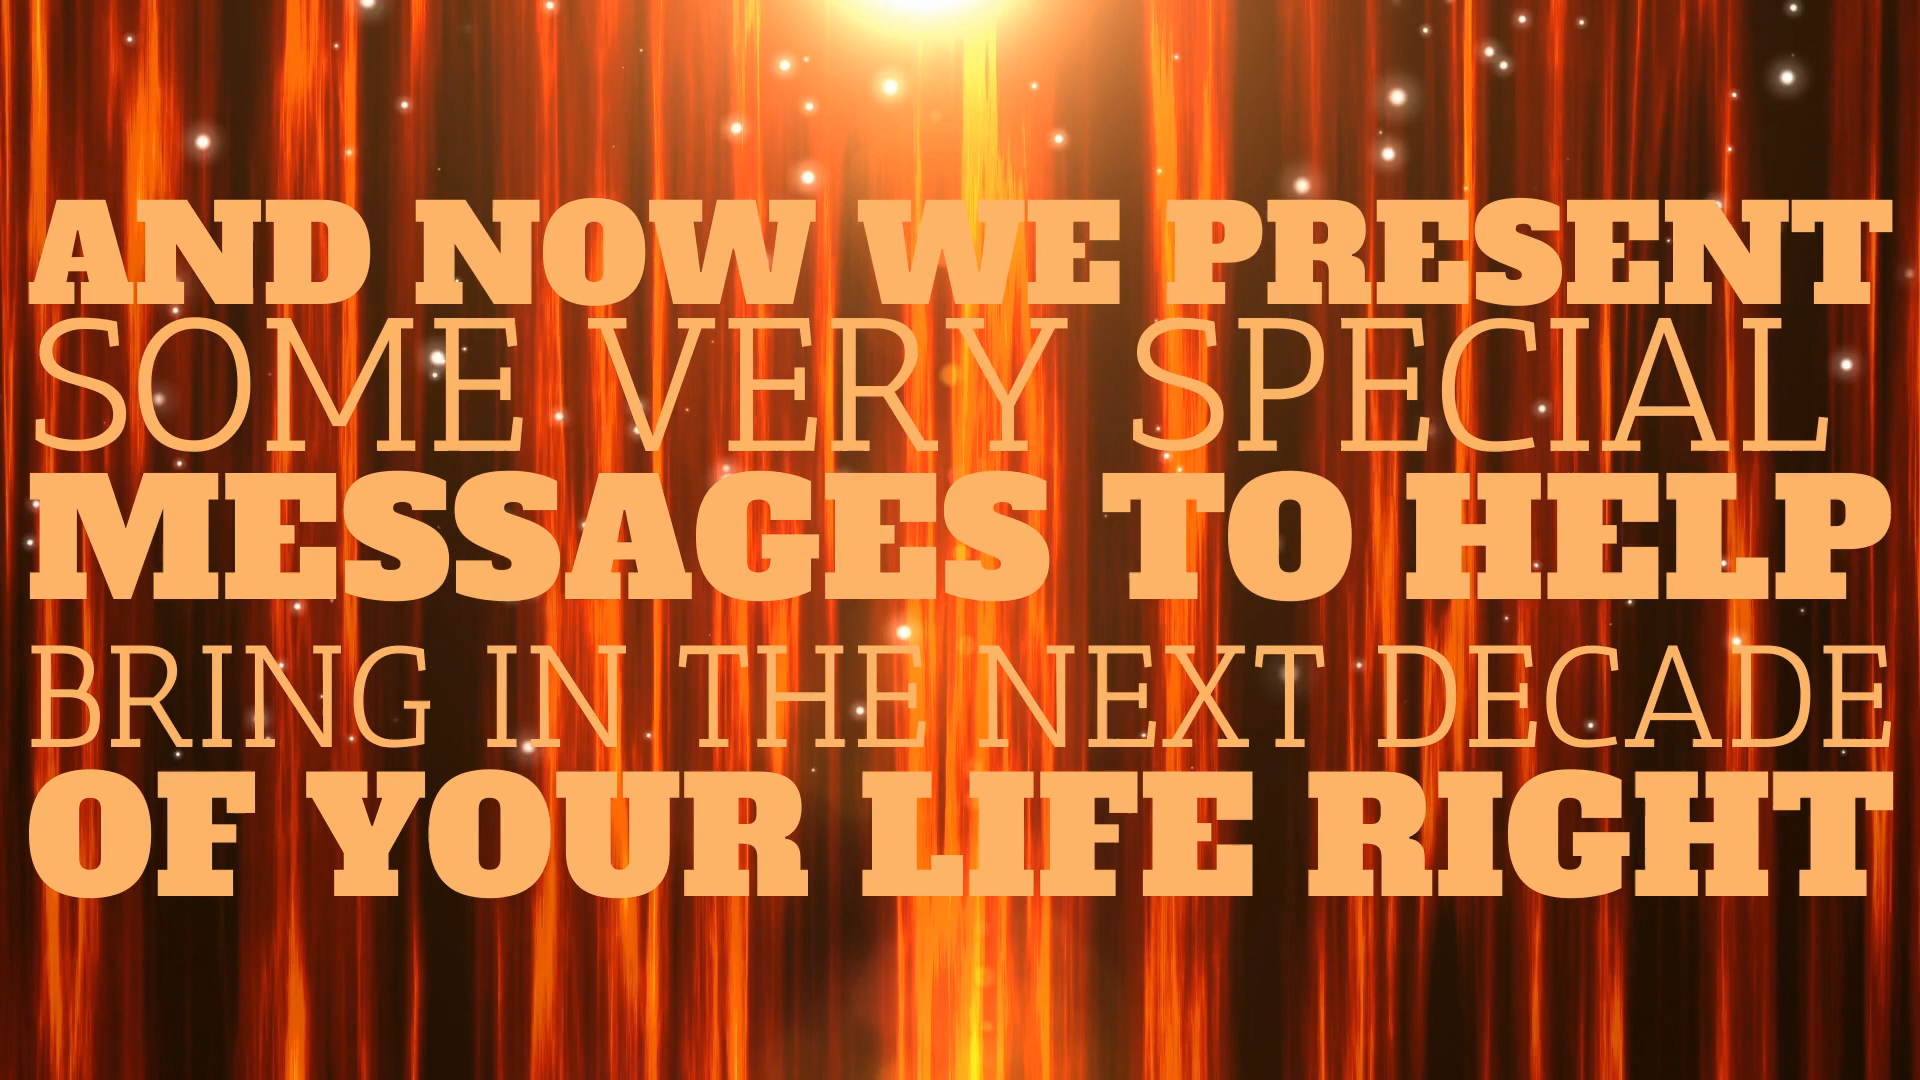 AND NOW WE PRESENT
SOME VERY SPECIAL
MESSAGES TO HELP
BRING IN THE NEXT DECADE
OF YOUR LIFE RIGHT